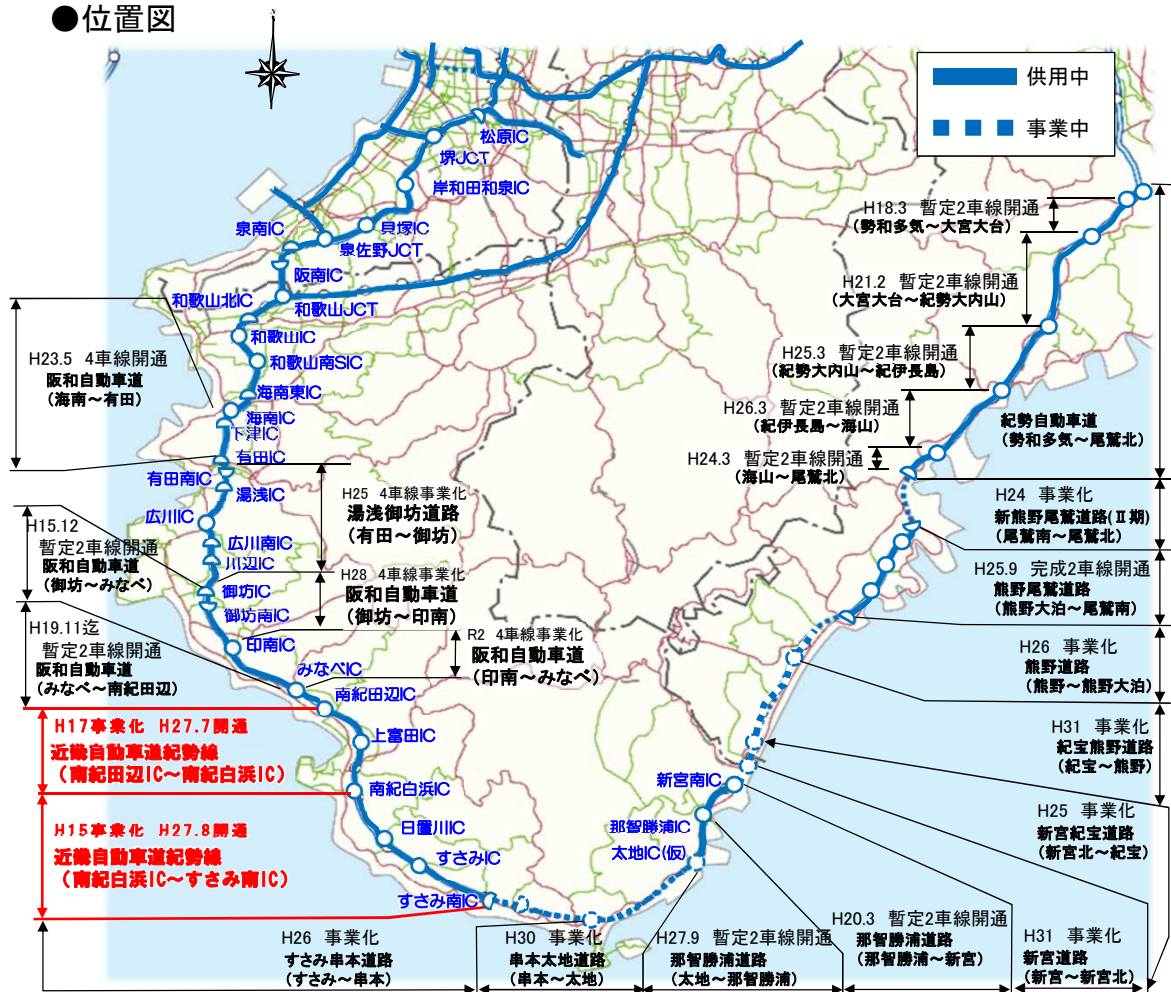 ●位置図
N
供用中
事業中
松原IC
堺JCT
岸和田和泉IC
貝塚IC
泉南IC
泉佐野JCT
阪南IC
和歌山北IC
和歌山JCT
和歌山IC
和歌山南SIC
海南東IC
海南IC
下津IC
有田IC
有田南IC
湯浅IC
広川IC
広川南IC
川辺IC
御坊IC
御坊南IC
印南IC
みなべIC
南紀田辺IC
上富田IC
南紀白浜IC
日置川IC
すさみIC
すさみ南IC
新宮南IC
那智勝浦IC
太地IC(仮)
H23.5 4車線開通
阪和自動車道
(海南～有田)
H15.12
暫定2車線開通
阪和自動車道
(御坊～みなべ)
H19.11迄
暫定2車線開通
阪和自動車道
(みなべ～南紀田辺)
H17事業化 H27.7開通
近畿自動車道紀勢線
(南紀田辺IC～南紀白浜IC)
H15事業化 H27.8開通
近畿自動車道紀勢線
(南紀白浜IC～すさみ南IC)
H25 4車線事業化
湯浅御坊道路
(有田～御坊)
H28 4車線事業化
阪和自動車道
(御坊～印南)
R2 4車線事業化
阪和自動車道
(印南～みなべ)
H18.3 暫定2車線開通
(勢和多気～大宮大台)
H21.2 暫定2車線開通
(大宮大台～紀勢大内山)
H25.3 暫定2車線開通
(紀勢大内山～紀伊長島)
H26.3 暫定2車線開通
(紀伊長島～海山)
H24.3 暫定2車線開通
(海山～尾鷲北)
紀勢自動車道
(勢和多気～尾鷲北)
H24 事業化
新熊野尾鷲道路(Ⅱ期)
(尾鷲南～尾鷲北)
H25.9 完成2車線開通
熊野尾鷲道路
(熊野大泊～尾鷲南)
H26 事業化
熊野道路
(熊野～熊野大泊)
H31 事業化
紀宝熊野道路
(紀宝～熊野)
H25 事業化
新宮紀宝道路
(新宮北～紀宝)
H26 事業化
すさみ串本道路
(すさみ～串本)
H30 事業化
串本太地道路
(串本～太地)
H27.9 暫定2車線開通
那智勝浦道路
(太地～那智勝浦)
H20.3 暫定2車線開通
那智勝浦道路
(那智勝浦～新宮)
H31 事業化
新宮道路
(新宮～新宮北)